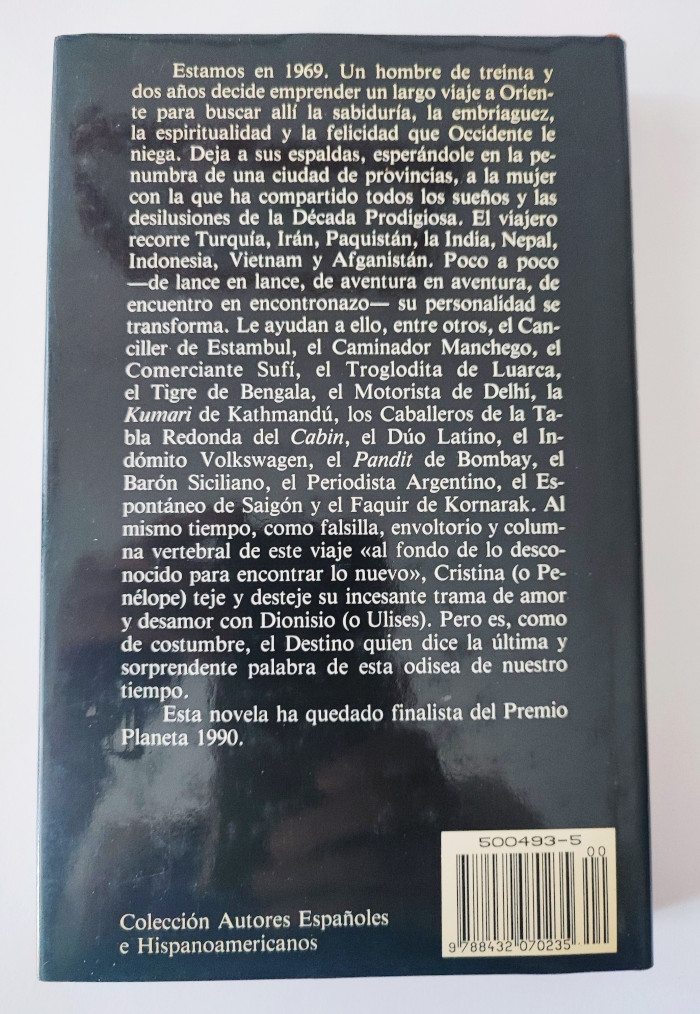 Estamos en 1969. Un hombre de treinta y
dos años decide emprender un largo viaje a Orien-
te para buscar allí la sabiduría, la embriaguez,
la espiritualidad y la felicidad que Occidente le
niega. Deja a sus espaldas, esperándole en la pe-
numbra de una ciudad de provincias, a la mujer
con la que ha compartido todos los sueños y las
desilusiones de la Década Prodigiosa. El viajero
recorre Turquía, Irán, Paquistán, la India, Nepal,
Indonesia, Vietnam y Afganistán. Poco a poco
—de lance en lance, de aventura en aventura, de
encuentro en encontronazo— su personalidad se
transforma. Le ayudan a ello, entre otros, el Can-
ciller de Estambul, el Caminador Manchego, el
Comerciante Sufí, el Troglodita de Luarca,
el Tigre de Bengala, el Motorista de Delhi, la
Kumari de Kathmandú, los Caballeros de la Ta-
bla Redonda del Cabin, el Dúo Latino, el In-
dómito Volkswagen, el Pandit de Bombay, el
Barón Siciliano, el Periodista Argentino, el Es-
pontáneo de Saigón y el Faquir de Kornarak. Al
mismo tiempo, como falsilla, envoltorio y colum-
na vertebral de este viaje «al fondo de lo desco-
nocido para encontrar lo nuevo», Cristina (o Pe-
nélope) teje y desteje su incesante trama de amor
y desamor con Dionisio (o Ulises). Pero es, como
de costumbre, el Destino quien dice la última y
sorprendente palabra de esta odisea de nuestro
tiempo.
Esta novela ha quedado finalista del Premio
Planeta 1990.
500493-5
00
9 788432 070235
Colección Autores Españoles
e Hispanoamericanos